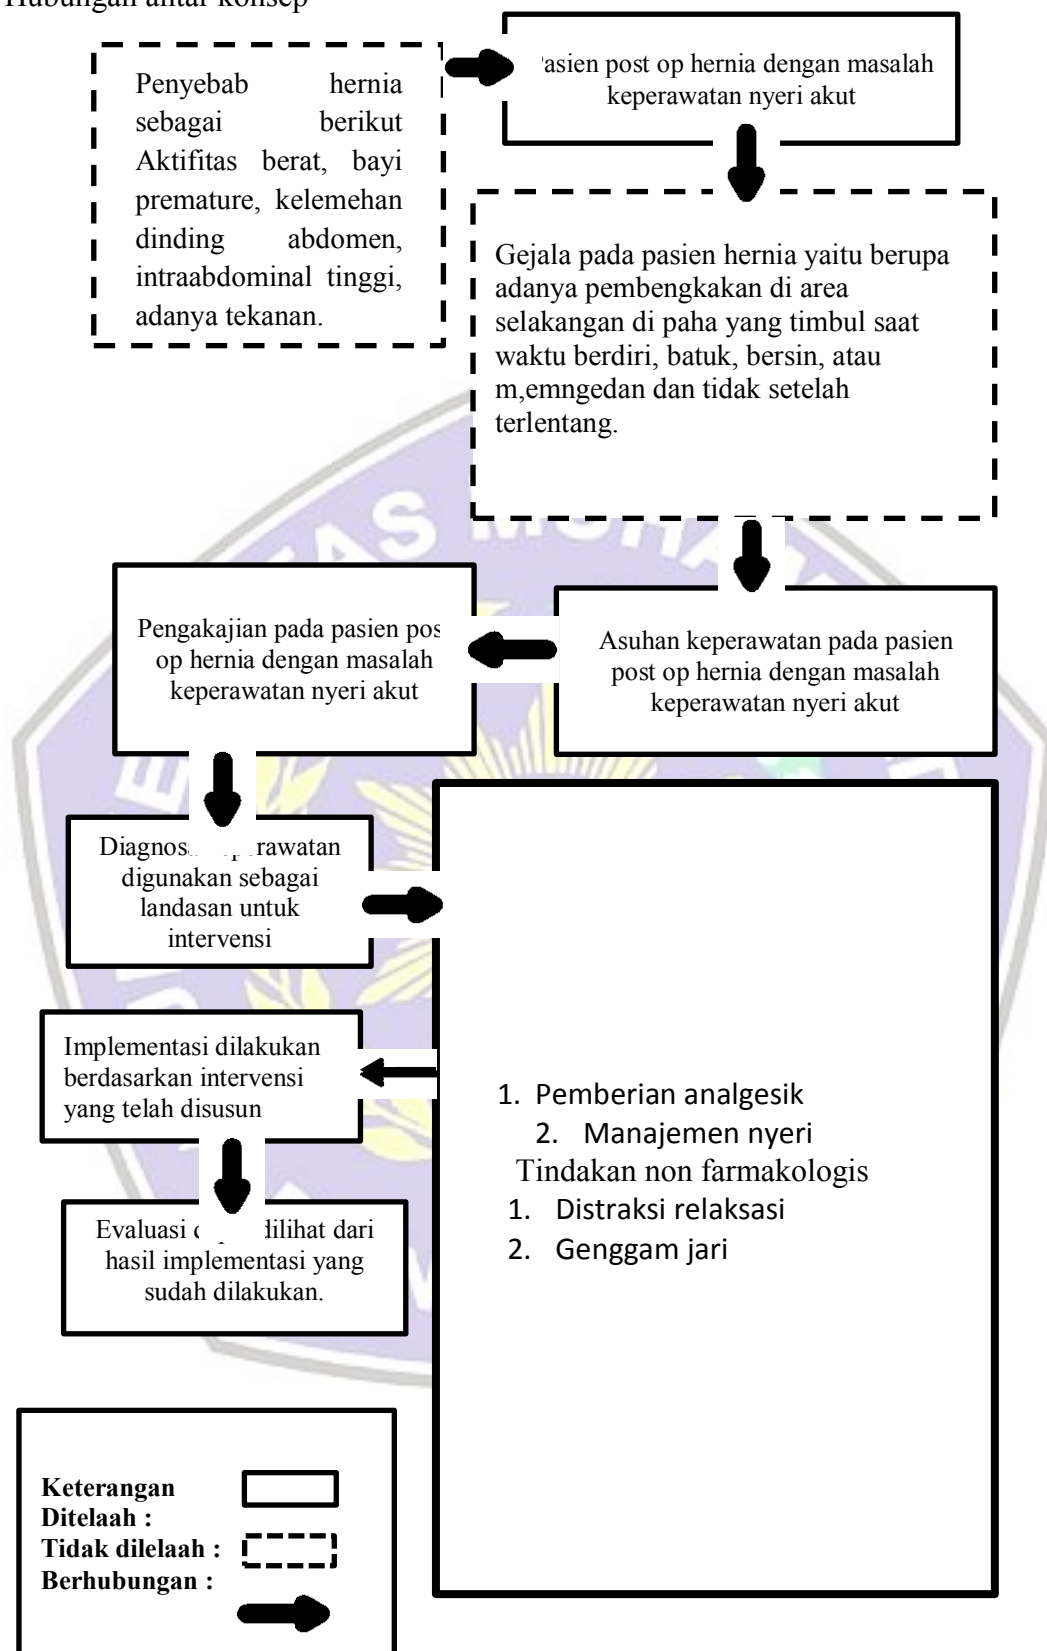 Hubungan antar konsep
Penyebab hernia
sebagai berikut
Aktifitas berat, bayi
premature, kelemehan
dinding abdomen,
intraabdominal tinggi,
adanya tekanan.
asien post op hernia dengan masalah
keperawatan nyeri akut
Gejala pada pasien hernia yaitu berupa
adanya pembengkakan di area
selakangan di paha yang timbul saat
waktu berdiri, batuk, bersin, atau
m,emngedan dan tidak setelah
terlentang.
Asuhan keperawatan pada pasien
post op hernia dengan masalah
keperawatan nyeri akut
Pengakajian pada pasien pos
op hernia dengan masalah
keperawatan nyeri akut
Diagnosa rawatan
digunakan sebagai
landasan untuk
intervensi
1. Pemberian analgesik
2. Manajemen nyeri
Tindakan non farmakologis
1. Distraksi relaksasi
2. Genggam jari
Implementasi dilakukan
berdasarkan intervensi
yang telah disusun
Evaluasi dilihat dari
hasil implementasi yang
sudah dilakukan.
Keterangan
Ditelaah :
Tidak dilelaah :
Berhubungan :